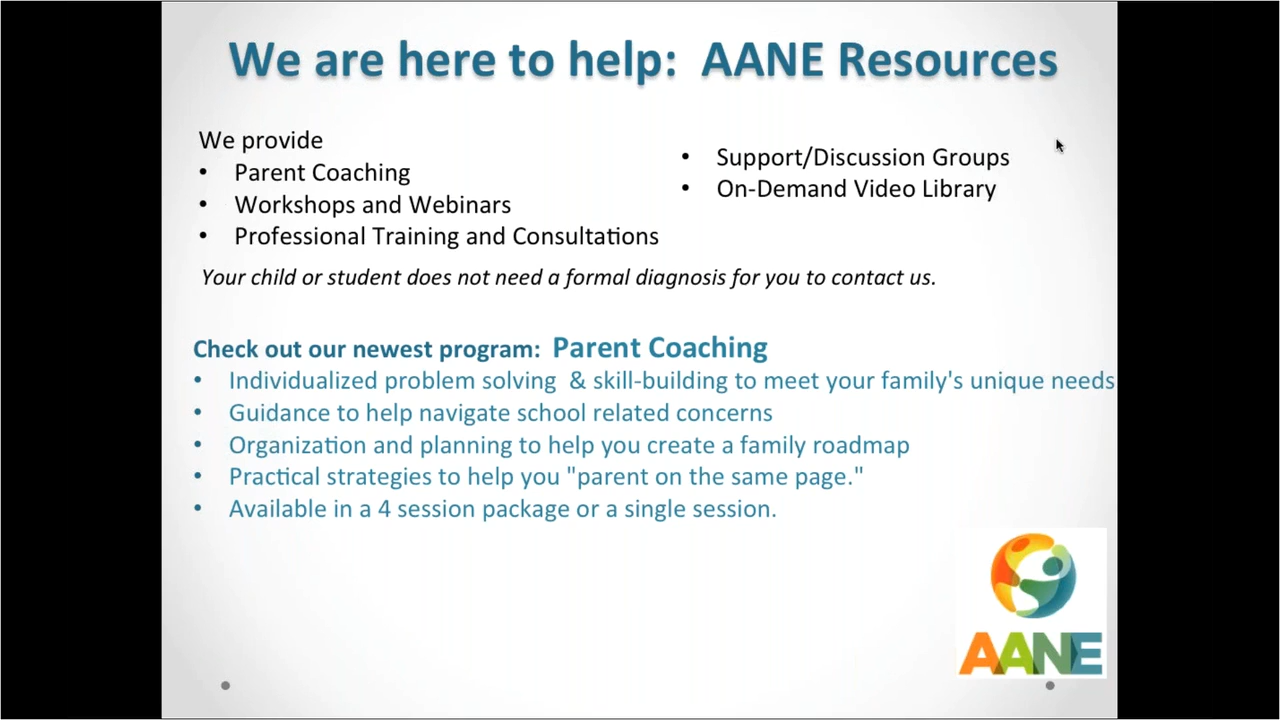 We are here to help:  AANE Resources
We provide
• Parent Coaching
• Workshops and Webinars
• Professional Training and Consultations
• Support/Discussion Groups
• On-Demand Video Library
Your child or student does not need a formal diagnosis for you to contact us.
Check out our newest program:  Parent Coaching
• Individualized problem solving  & skill-building to meet your family's unique needs
• Guidance to help navigate school related concerns
• Organization and planning to help you create a family roadmap
• Practical strategies to help you "parent on the same page."
• Available in a 4 session package or a single session.
AANE